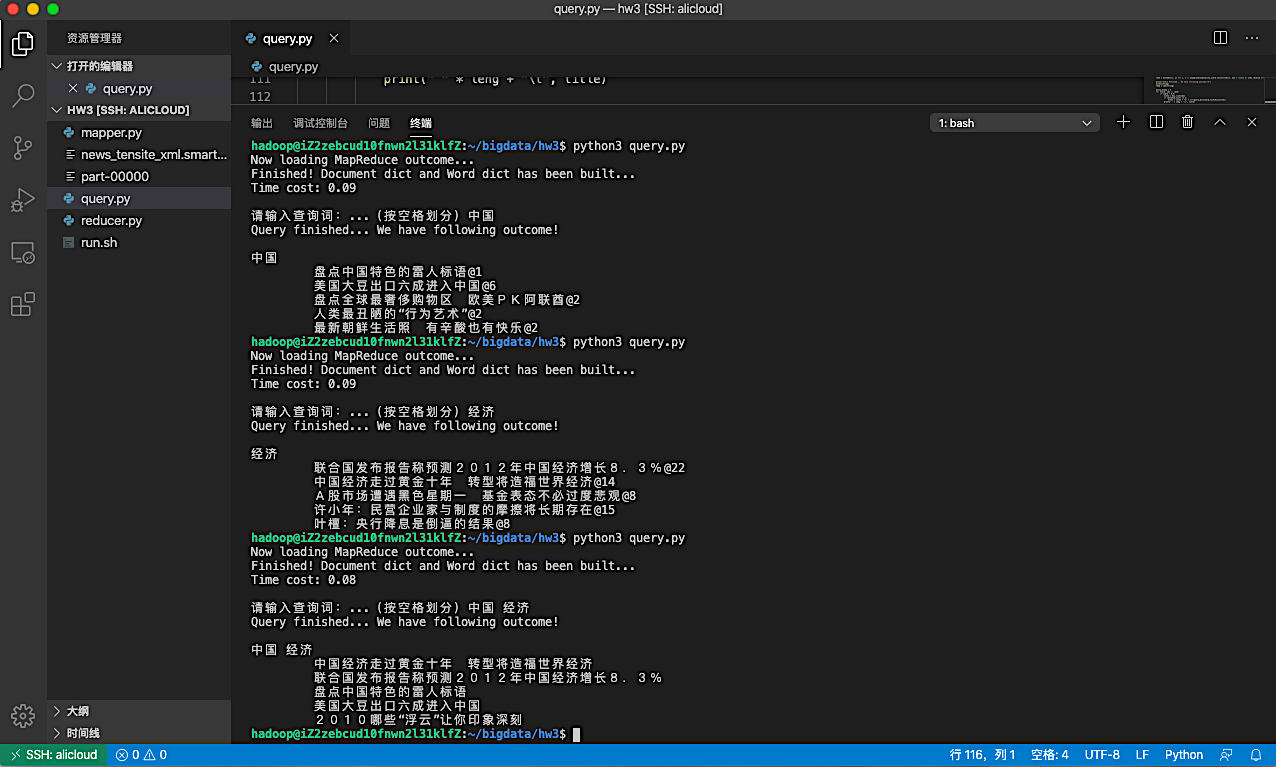 query.py — hw3 [SSH: alicloud]
资源管理器
打开的编辑器
query.py
HW3 [SSH: ALICLOUD]
mapper.py
news_tensite_xml.smart...
part-00000
query.py
reducer.py
run.sh
大纲
时间线
query.py
query.py
111 print(" " * leng + "\t", title)
112
输出 调试控制台 问题 终端 1: bash
hadoop@iZ2zebcud10fnwn2l31klfZ:~/bigdata/hw3$ python3 query.py
Now loading MapReduce outcome...
Finished! Document dict and Word dict has been built...
Time cost: 0.09
请输入查询词: ... (按空格划分) 中国
Query finished... We have following outcome!
中国
盘点中国特色的雷人标语@1
美国大豆出口六成进入中国@6
盘点全球最奢侈购物区　欧美ＰＫ阿联酋@2
人类最丑陋的“行为艺术”@2
最新朝鲜生活照　有辛酸也有快乐@2
hadoop@iZ2zebcud10fnwn2l31klfZ:~/bigdata/hw3$ python3 query.py
Now loading MapReduce outcome...
Finished! Document dict and Word dict has been built...
Time cost: 0.09
请输入查询词: ... (按空格划分) 经济
Query finished... We have following outcome!
经济
联合国发布报告称预测２０１２年中国经济增长８．３％@22
中国经济走过黄金十年　转型将造福世界经济@14
Ａ股市场遭遇黑色星期一　基金表态不必过度悲观@8
许小年：民营企业家与制度的摩擦将长期存在@15
叶檀：央行降息是倒逼的结果@8
hadoop@iZ2zebcud10fnwn2l31klfZ:~/bigdata/hw3$ python3 query.py
Now loading MapReduce outcome...
Finished! Document dict and Word dict has been built...
Time cost: 0.08
请输入查询词: ... (按空格划分) 中国 经济
Query finished... We have following outcome!
中国 经济
中国经济走过黄金十年　转型将造福世界经济
联合国发布报告称预测２０１２年中国经济增长８．３％
盘点中国特色的雷人标语
美国大豆出口六成进入中国
２０１０哪些“浮云”让你印象深刻
hadoop@iZ2zebcud10fnwn2l31klfZ:~/bigdata/hw3$
SSH: alicloud 0 0 行 116，列 1 空格: 4 UTF-8 LF Python